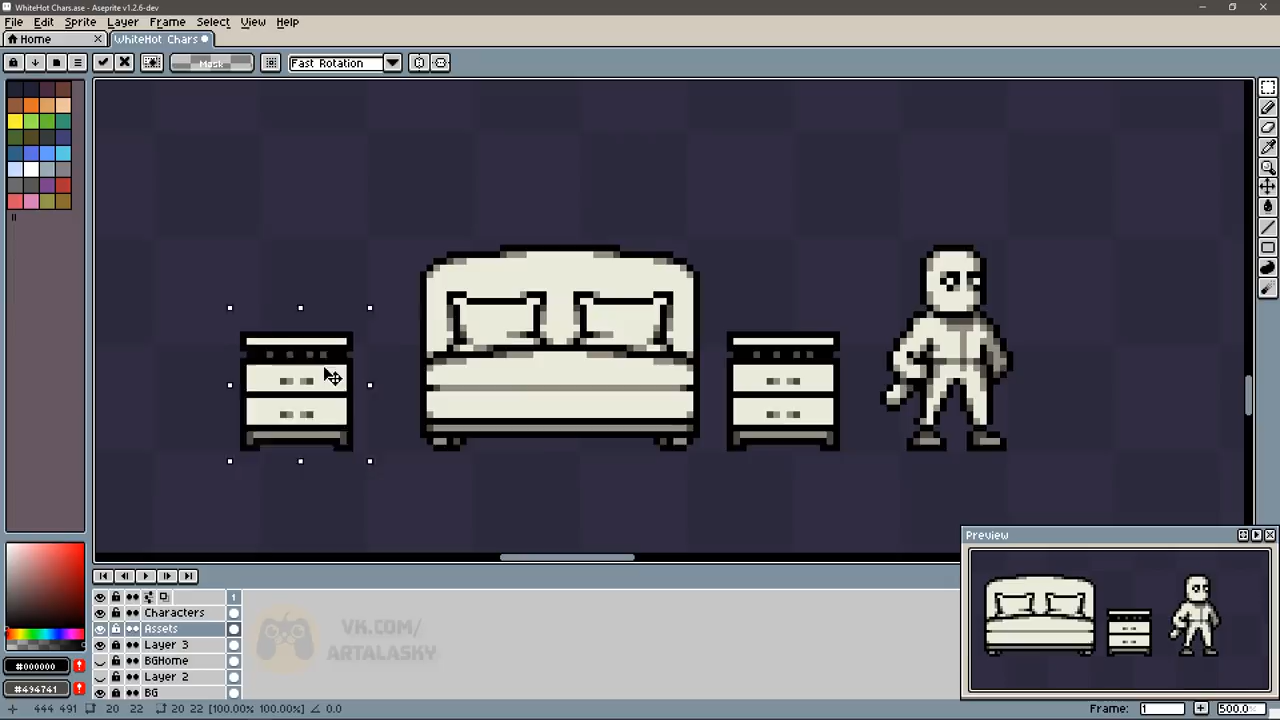 WhiteHot Chars.ase - Aseprite v1.2.6-dev
File Edit Sprite Layer Frame Select View Help
Home WhiteHot Chars
Mask Fast Rotation
Characters
Assets
Layer 3
BGHome
Layer 2
BG
1
VK.COM/
ARTALASKY
Preview
#000000
#494741
444 491 20 22 20 22 [100.00% 100.00%] 0.0
Frame: 1 500.0